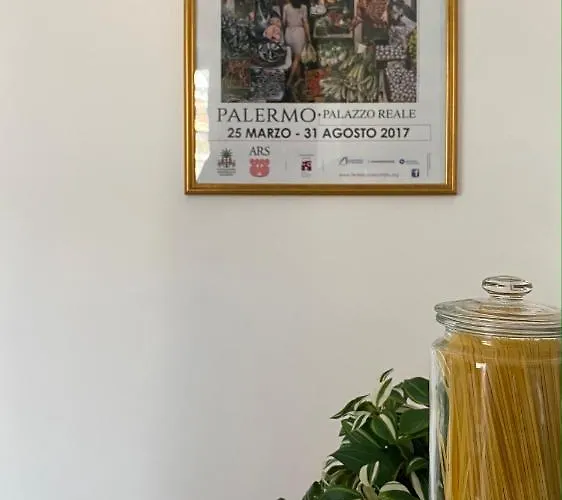 PALERMO • PALAZZO REALE
25 MARZO - 31 AGOSTO 2017
ARS